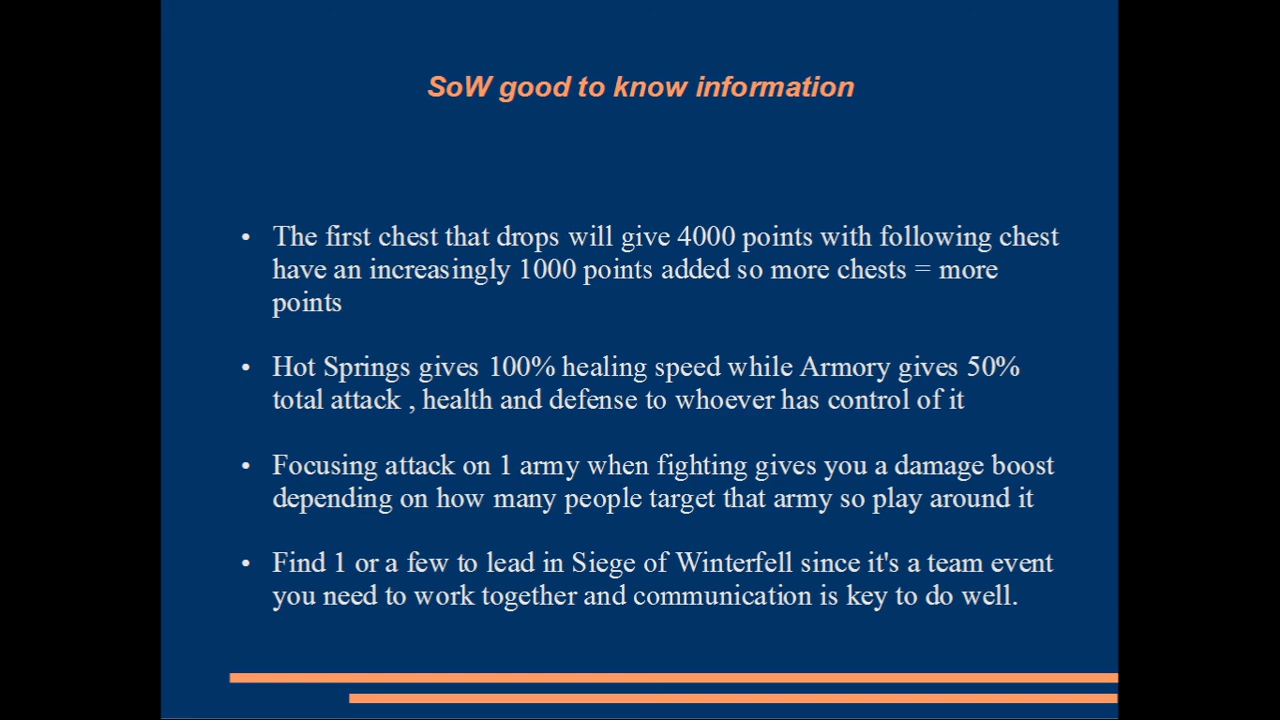 SoW good to know information
• The first chest that drops will give 4000 points with following chest
have an increasingly 1000 points added so more chests = more
points
• Hot Springs gives 100% healing speed while Armory gives 50%
total attack , health and defense to whoever has control of it
• Focusing attack on 1 army when fighting gives you a damage boost
depending on how many people target that army so play around it
• Find 1 or a few to lead in Siege of Winterfell since it's a team event
you need to work together and communication is key to do well.